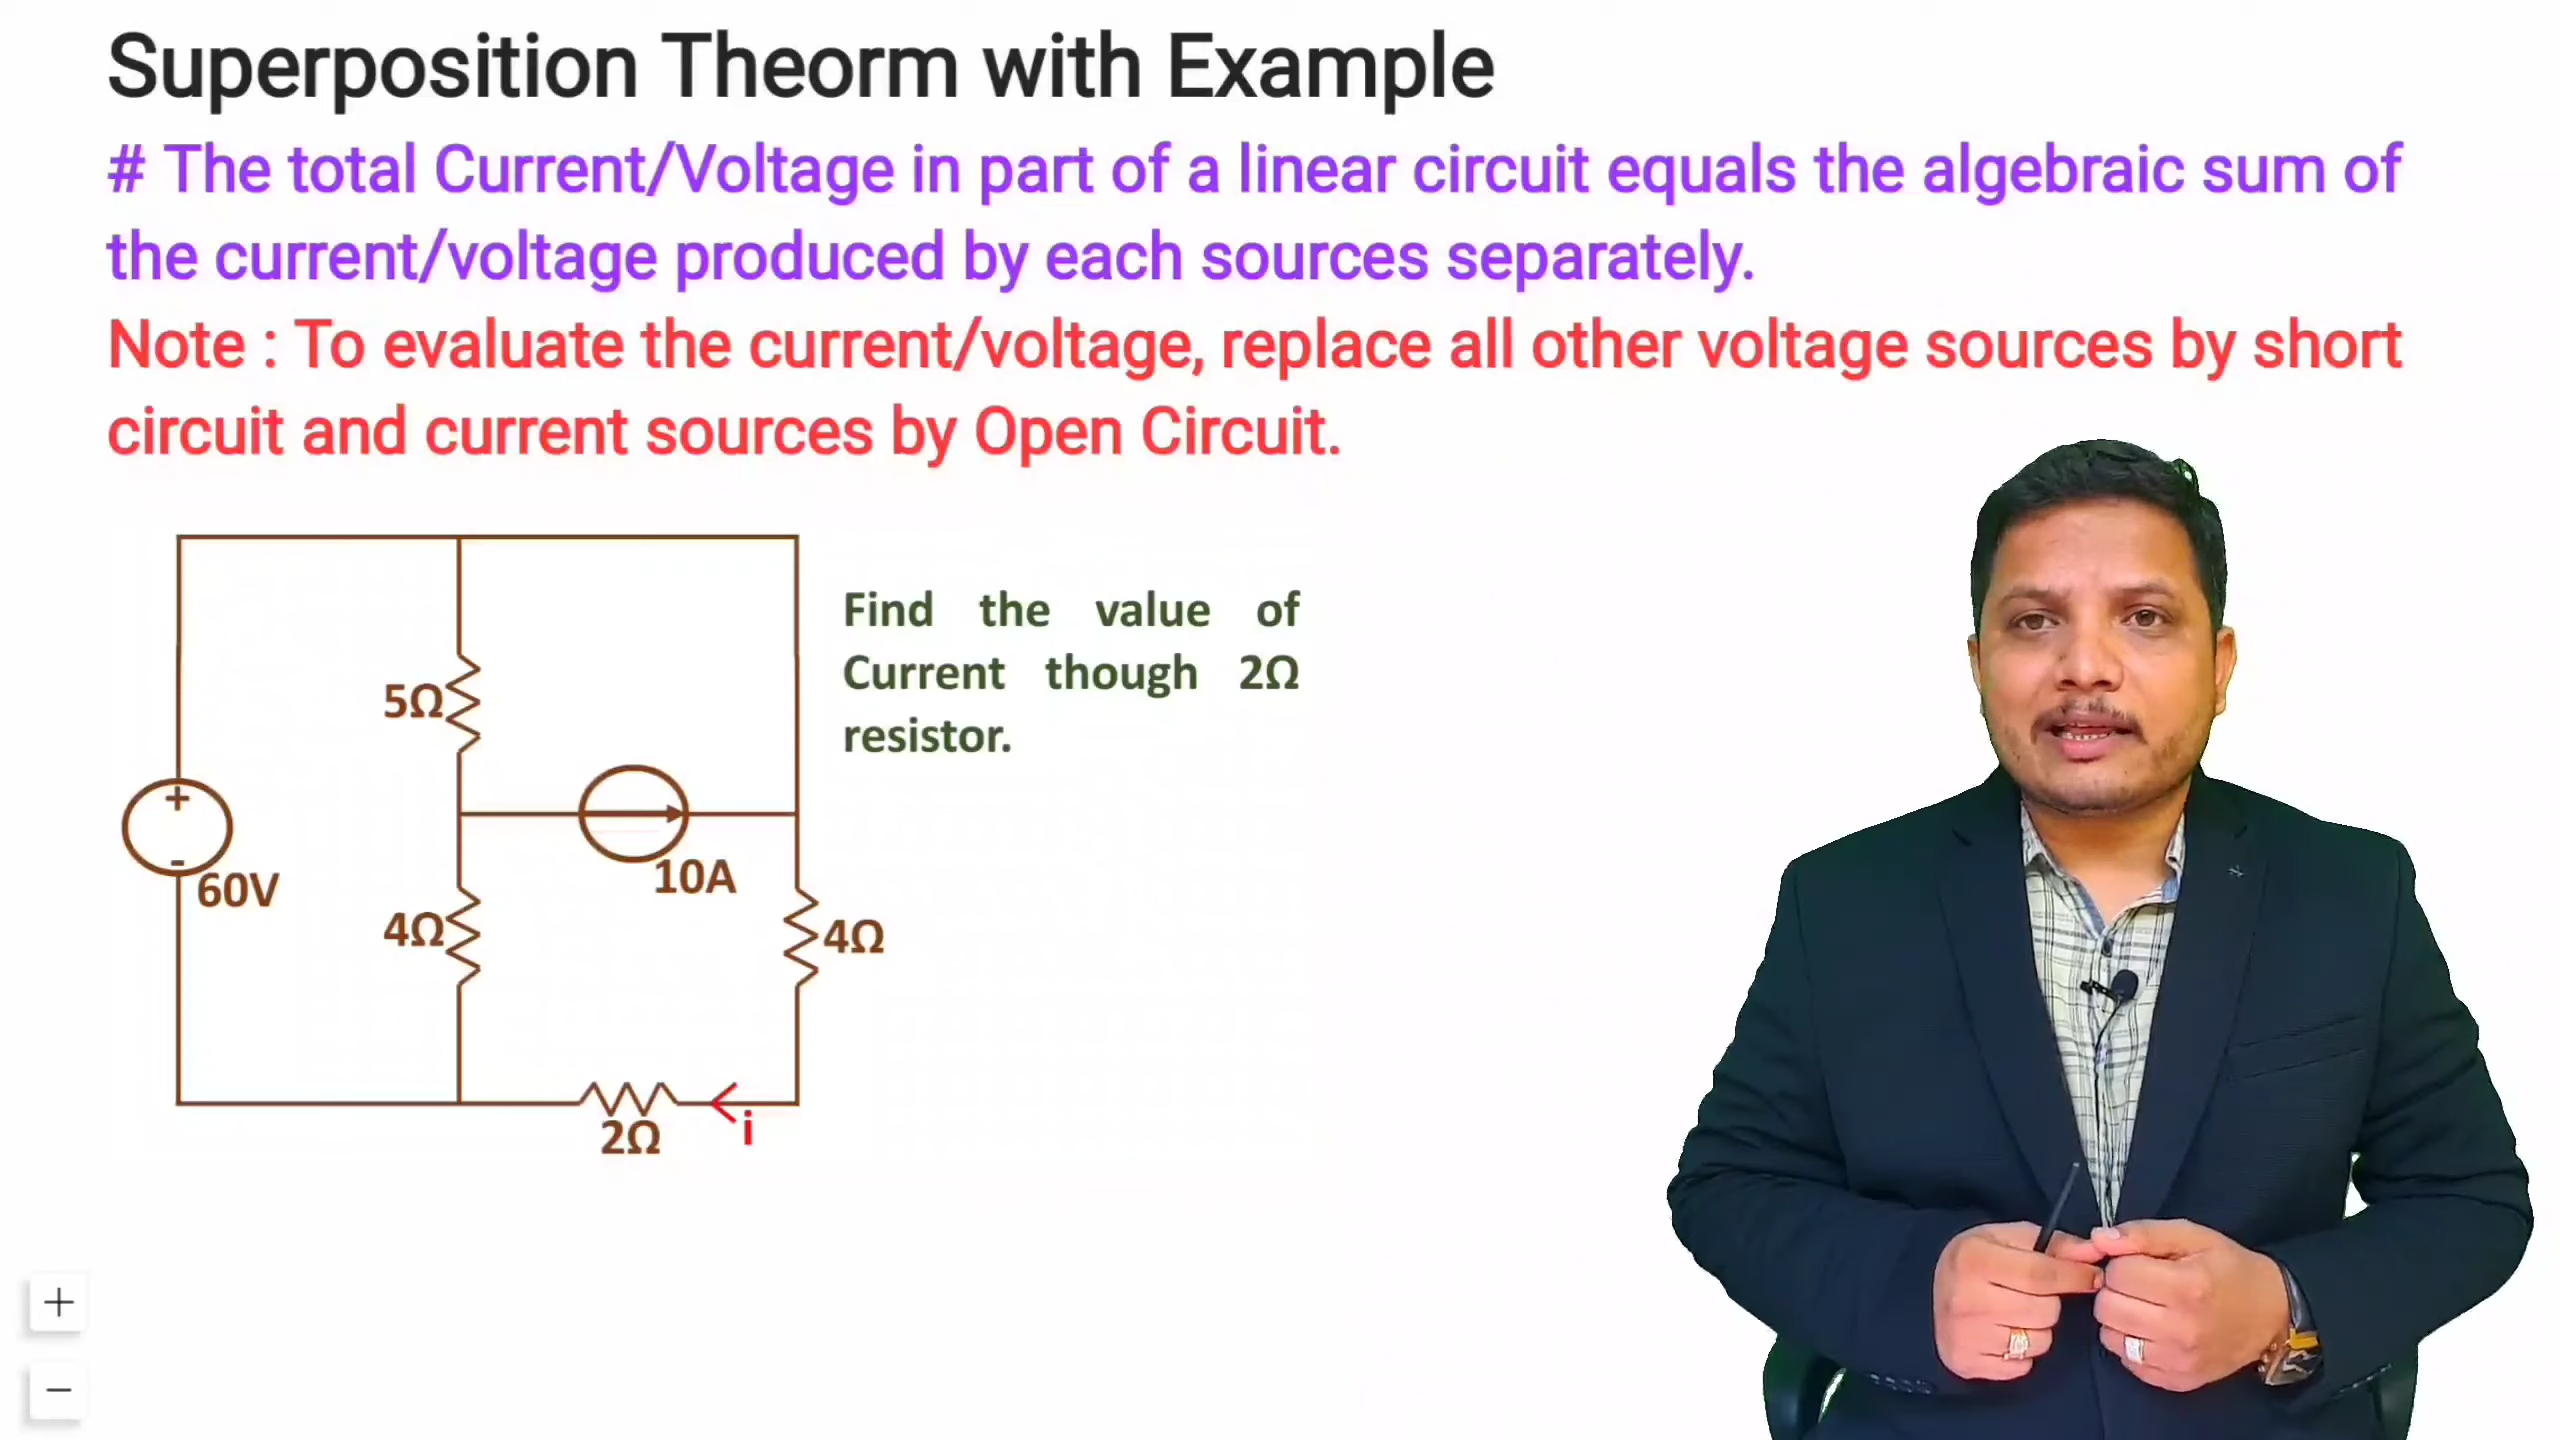 Superposition Theorm with Example
# The total Current/Voltage in part of a linear circuit equals the algebraic sum of
the current/voltage produced by each sources separately.
Note : To evaluate the current/voltage, replace all other voltage sources by short
circuit and current sources by Open Circuit.
Find the value of
Current though 2Ω
resistor.
5Ω
+
-
60V
10A
4Ω
4Ω
i
2Ω
+
−